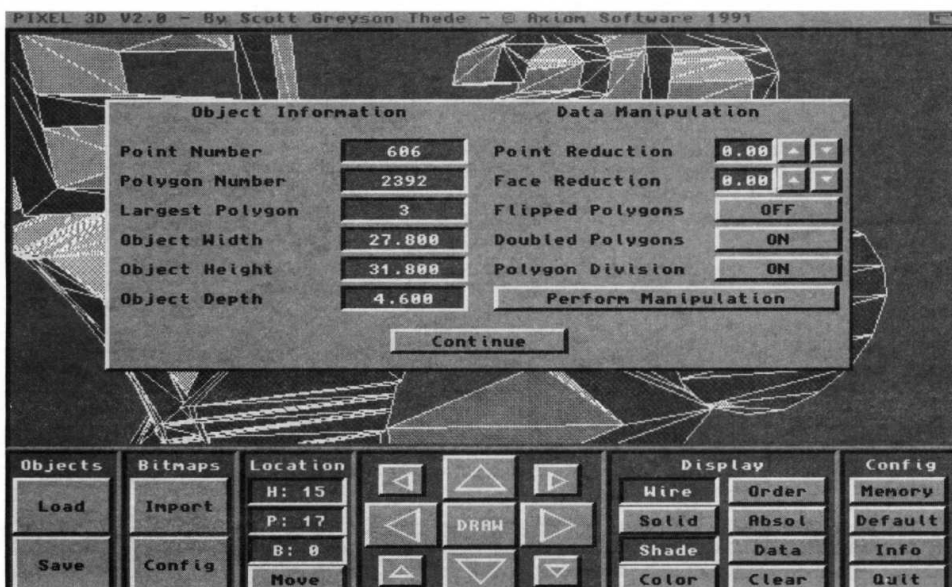 PIXEL 3D V2.0 - By Scott Greyson Thede - © Axiom Software 1991
Object Information
Data Manipulation
Point Number 606
Polygon Number 2392
Largest Polygon 3
Object Width 27.800
Object Height 31.800
Object Depth 4.600
Point Reduction 0.00
Face Reduction 0.00
Flipped Polygons OFF
Doubled Polygons ON
Polygon Division ON
Perform Manipulation
Continue
Objects
Load
Save
Bitmaps
Import
Config
Location
H: 15
P: 17
B: 0
Move
DRAW
Display
Wire
Order
Solid
Absol
Shade
Data
Color
Clear
Config
Memory
Default
Info
Quit